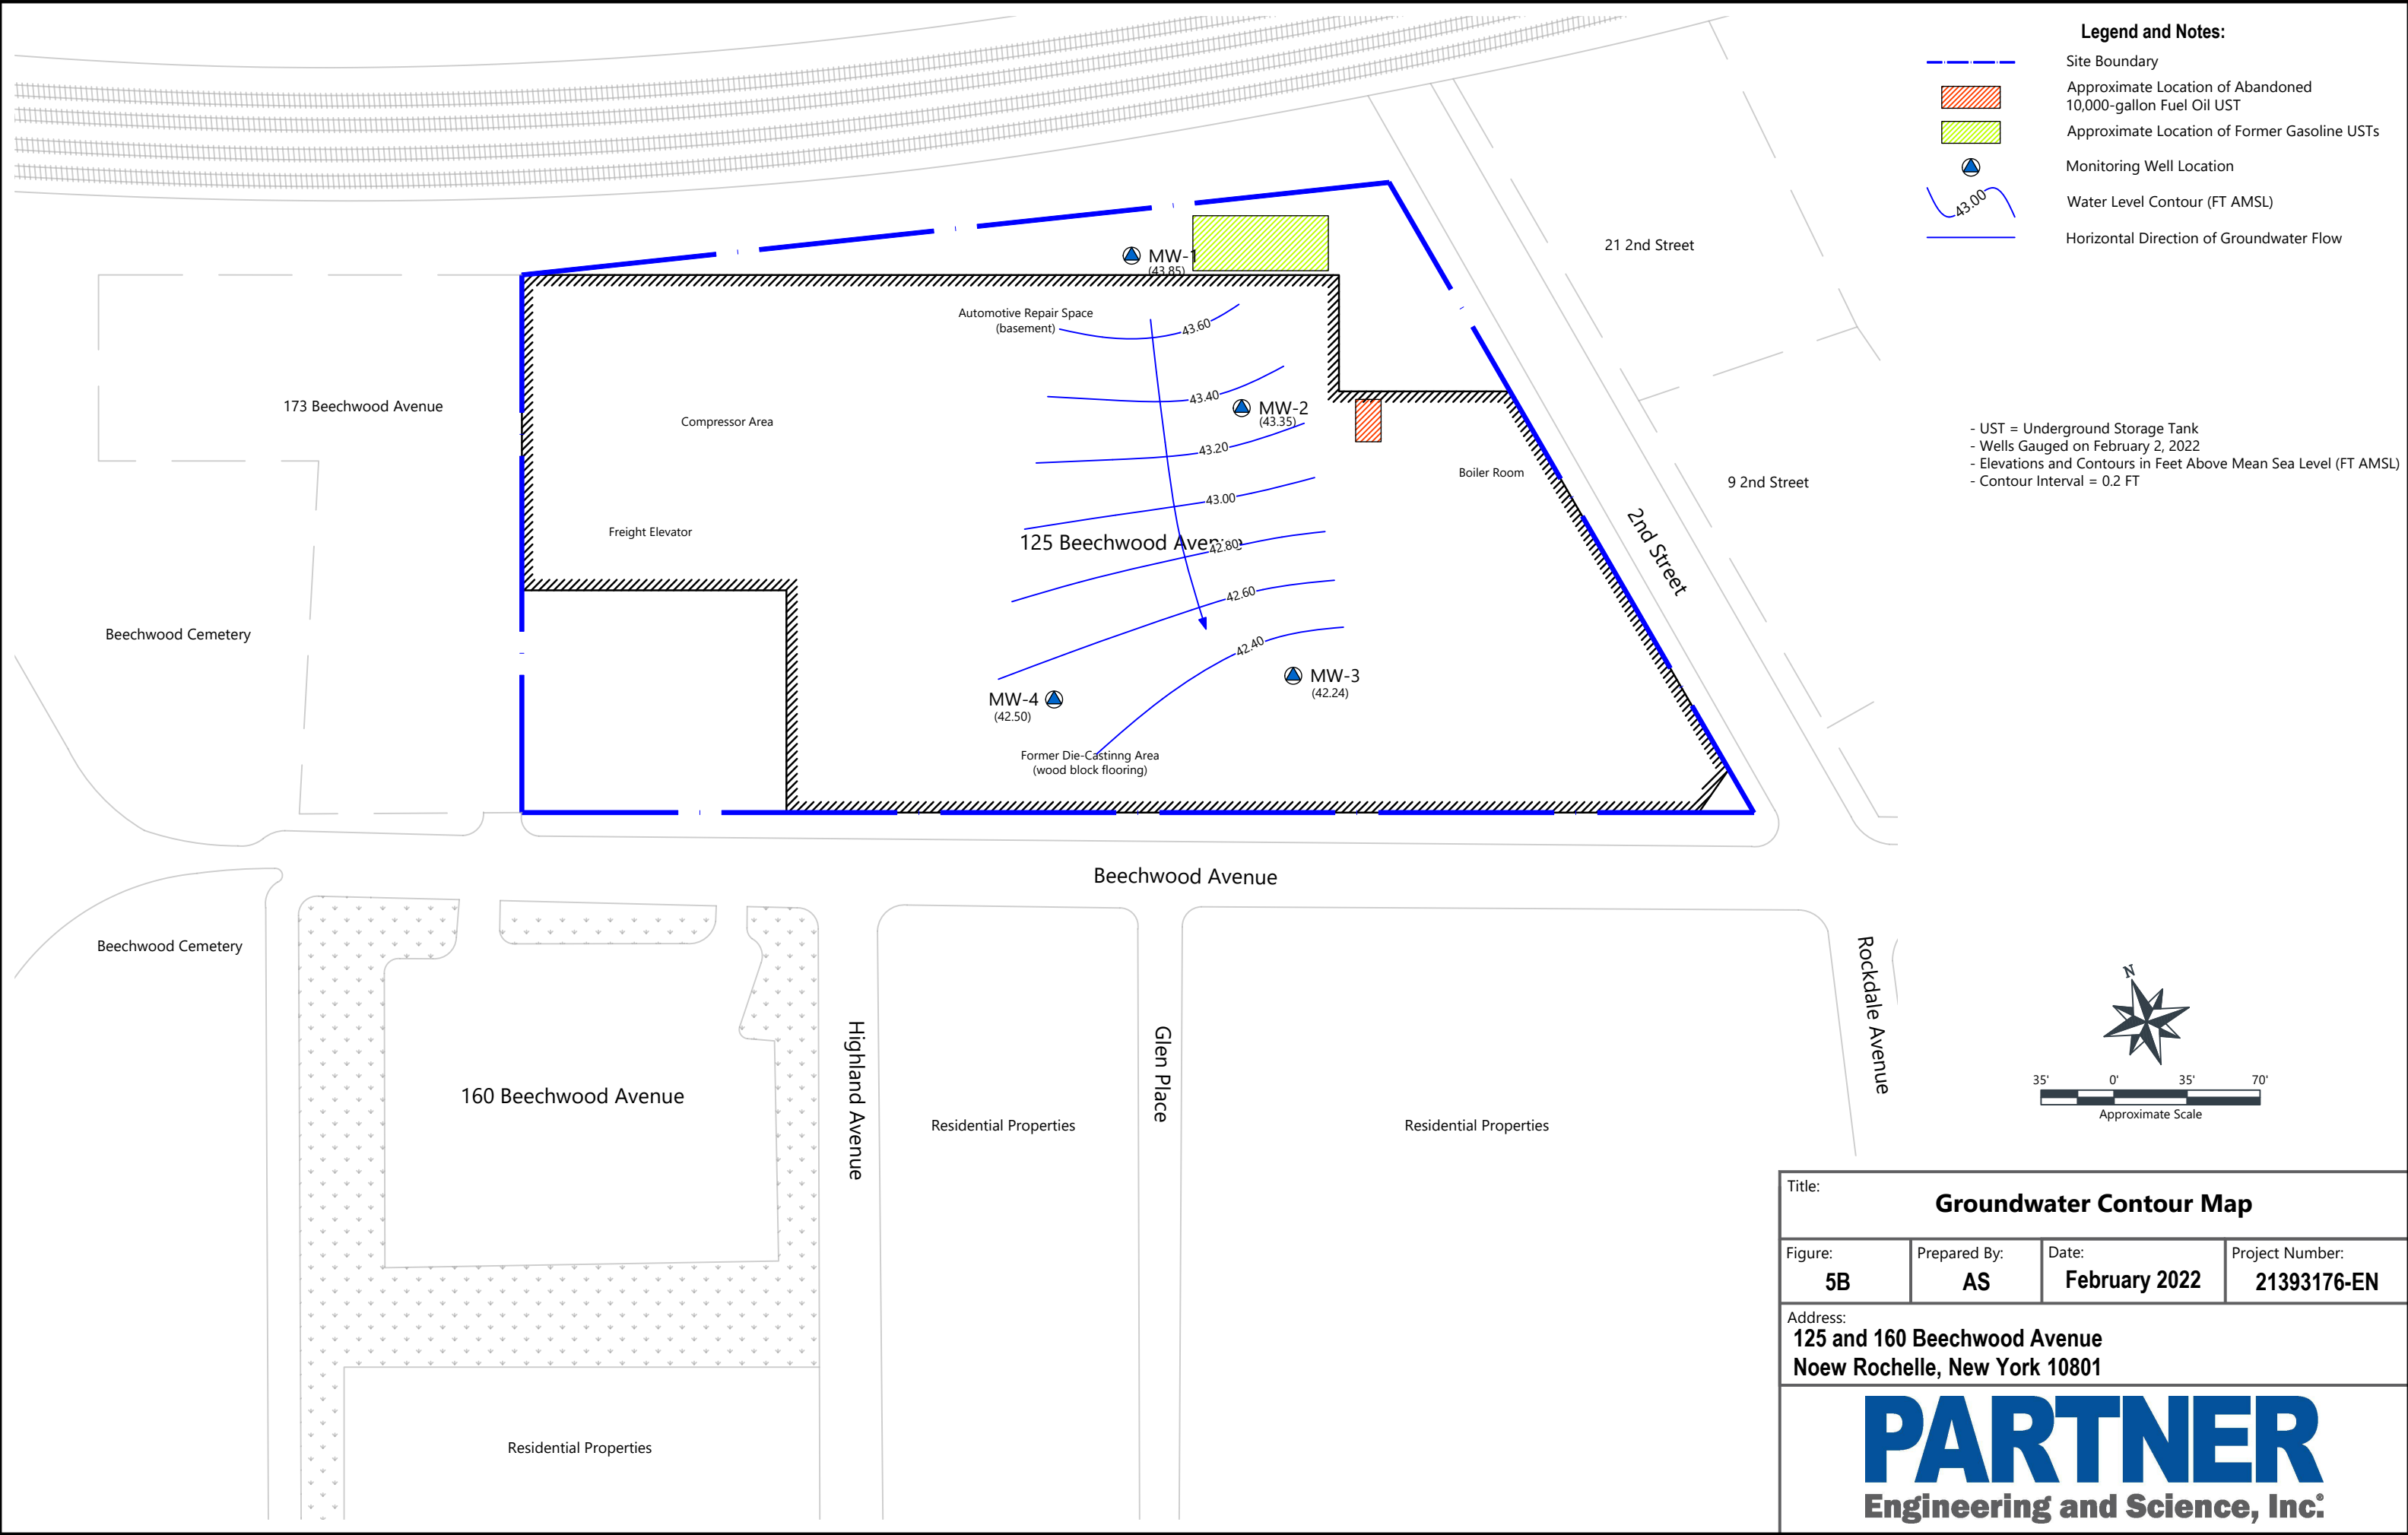 Legend and Notes:
Site Boundary
Approximate Location of Abandoned
10,000-gallon Fuel Oil UST
Approximate Location of Former Gasoline USTs
Monitoring Well Location
43.00
Water Level Contour (FT AMSL)
Horizontal Direction of Groundwater Flow
- UST = Underground Storage Tank
- Wells Gauged on February 2, 2022
- Elevations and Contours in Feet Above Mean Sea Level (FT AMSL)
- Contour Interval = 0.2 FT
21 2nd Street
9 2nd Street
2nd Street
MW-1
(43.85)
Automotive Repair Space
(basement)
43.60
43.40
MW-2
(43.35)
43.20
43.00
125 Beechwood Avenue
42.80
42.60
42.40
MW-3
(42.24)
MW-4
(42.50)
Former Die-Castinng Area
(wood block flooring)
Compressor Area
Freight Elevator
Boiler Room
173 Beechwood Avenue
Beechwood Cemetery
Beechwood Avenue
Beechwood Cemetery
160 Beechwood Avenue
Highland Avenue
Glen Place
Rockdale Avenue
Residential Properties
Residential Properties
Residential Properties
N
35' 0' 35' 70'
Approximate Scale
Title:
Groundwater Contour Map
Figure:
5B
Prepared By:
AS
Date:
February 2022
Project Number:
21393176-EN
Address:
125 and 160 Beechwood Avenue
Noew Rochelle, New York 10801
PARTNER
Engineering and Science, Inc.®